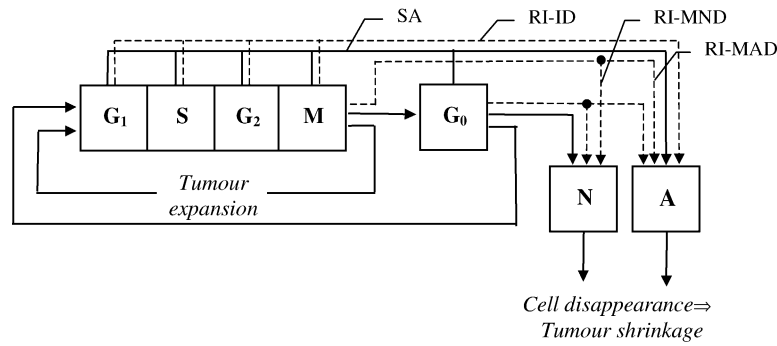 SA
RI-ID
RI-MND
RI-MAD
G₁
S
G₂
M
G₀
Tumour
expansion
N
A
Cell disappearance⇒
Tumour shrinkage